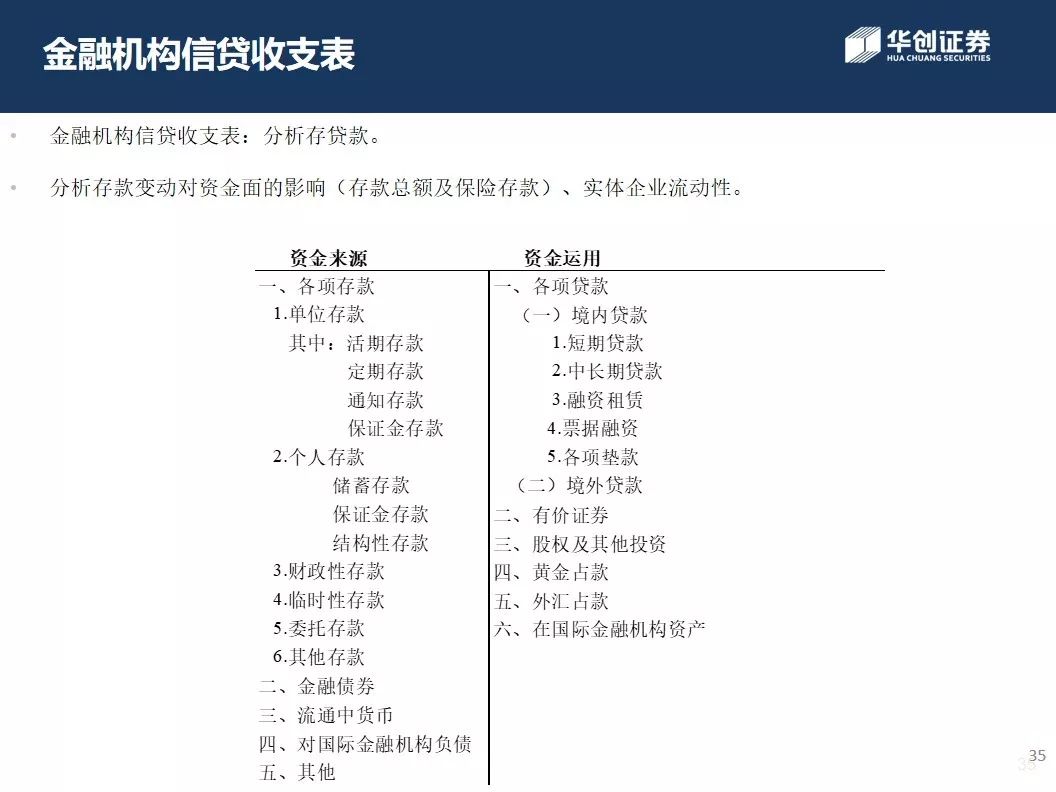 金融机构信贷收支表
华创证券
HUA CHUANG SECURITIES
• 金融机构信贷收支表：分析存贷款。
• 分析存款变动对资金面的影响（存款总额及保险存款）、实体企业流动性。
资金来源
一、各项存款
1.单位存款
其中：活期存款
定期存款
通知存款
保证金存款
2.个人存款
储蓄存款
保证金存款
结构性存款
3.财政性存款
4.临时性存款
5.委托存款
6.其他存款
二、金融债券
三、流通中货币
四、对国际金融机构负债
五、其他
资金运用
一、各项贷款
（一）境内贷款
1.短期贷款
2.中长期贷款
3.融资租赁
4.票据融资
5.各项垫款
（二）境外贷款
二、有价证券
三、股权及其他投资
四、黄金占款
五、外汇占款
六、在国际金融机构资产
35
35